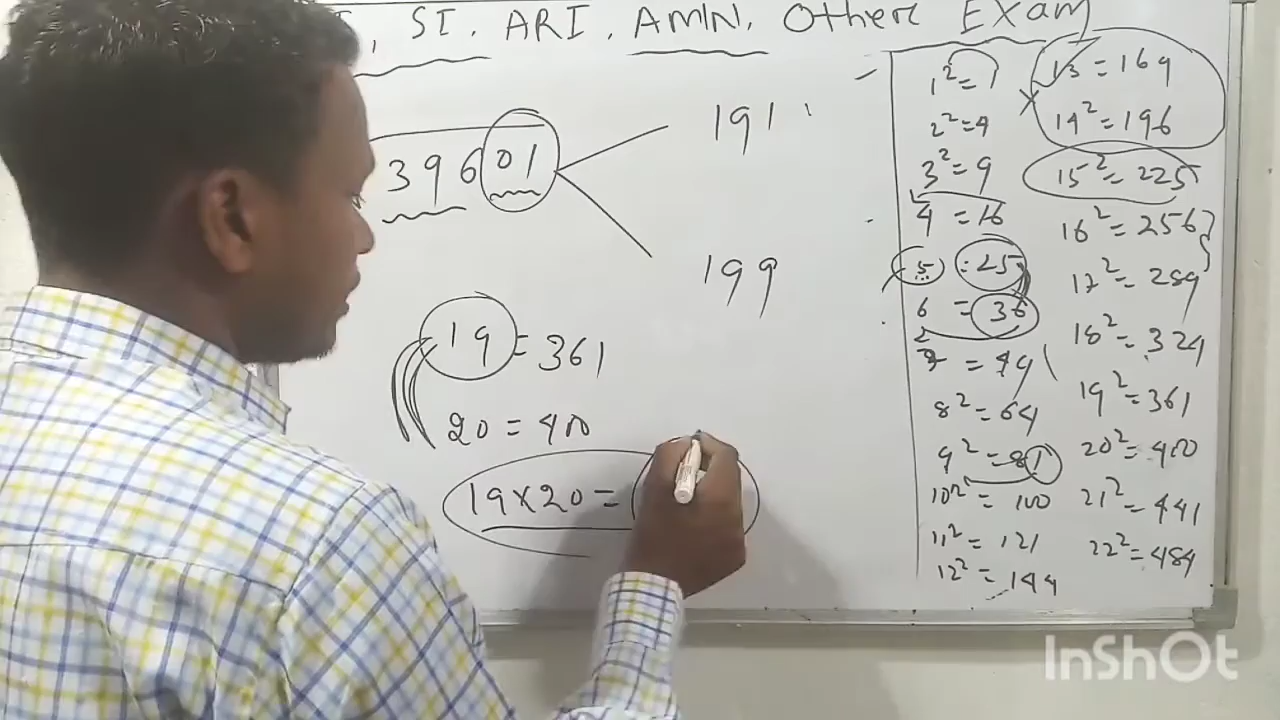 , SI, ARI, AMIN, Other Exam
39601
191
199
19 = 361
20 = 400
19×20 =
1² = 1
2² = 4
3² = 9
4 = 16
5 = 25
6 = 36
7 = 49
8² = 64
9² = 81
10² = 100
11² = 121
12² = 144
13 = 169
14² = 196
15² = 225
16² = 256
17² = 289
18² = 324
19² = 361
20² = 400
21² = 441
22² = 484
InShOt